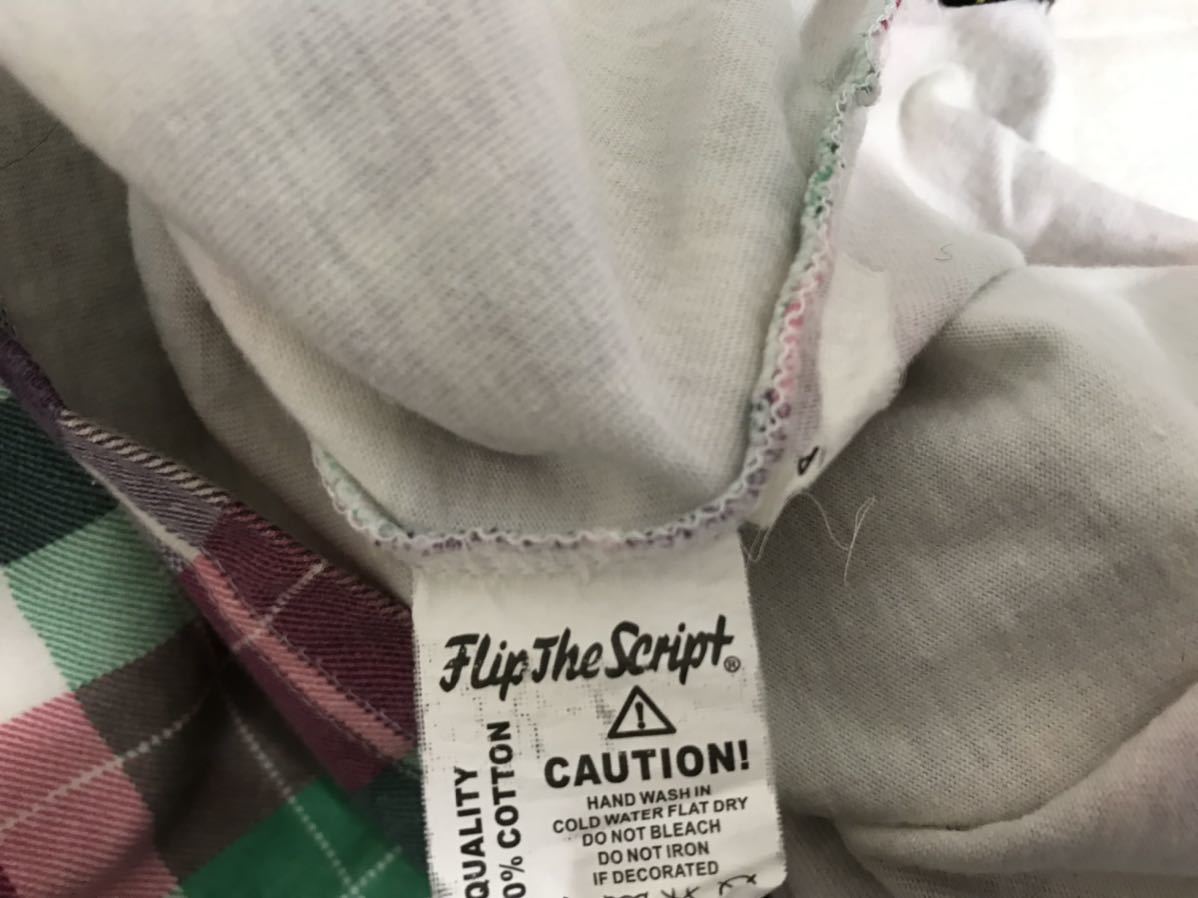 Flip The Script®
CAUTION!
HAND WASH IN
COLD WATER FLAT DRY
DO NOT BLEACH
DO NOT IRON
IF DECORATED
QUALITY
0% COTTON